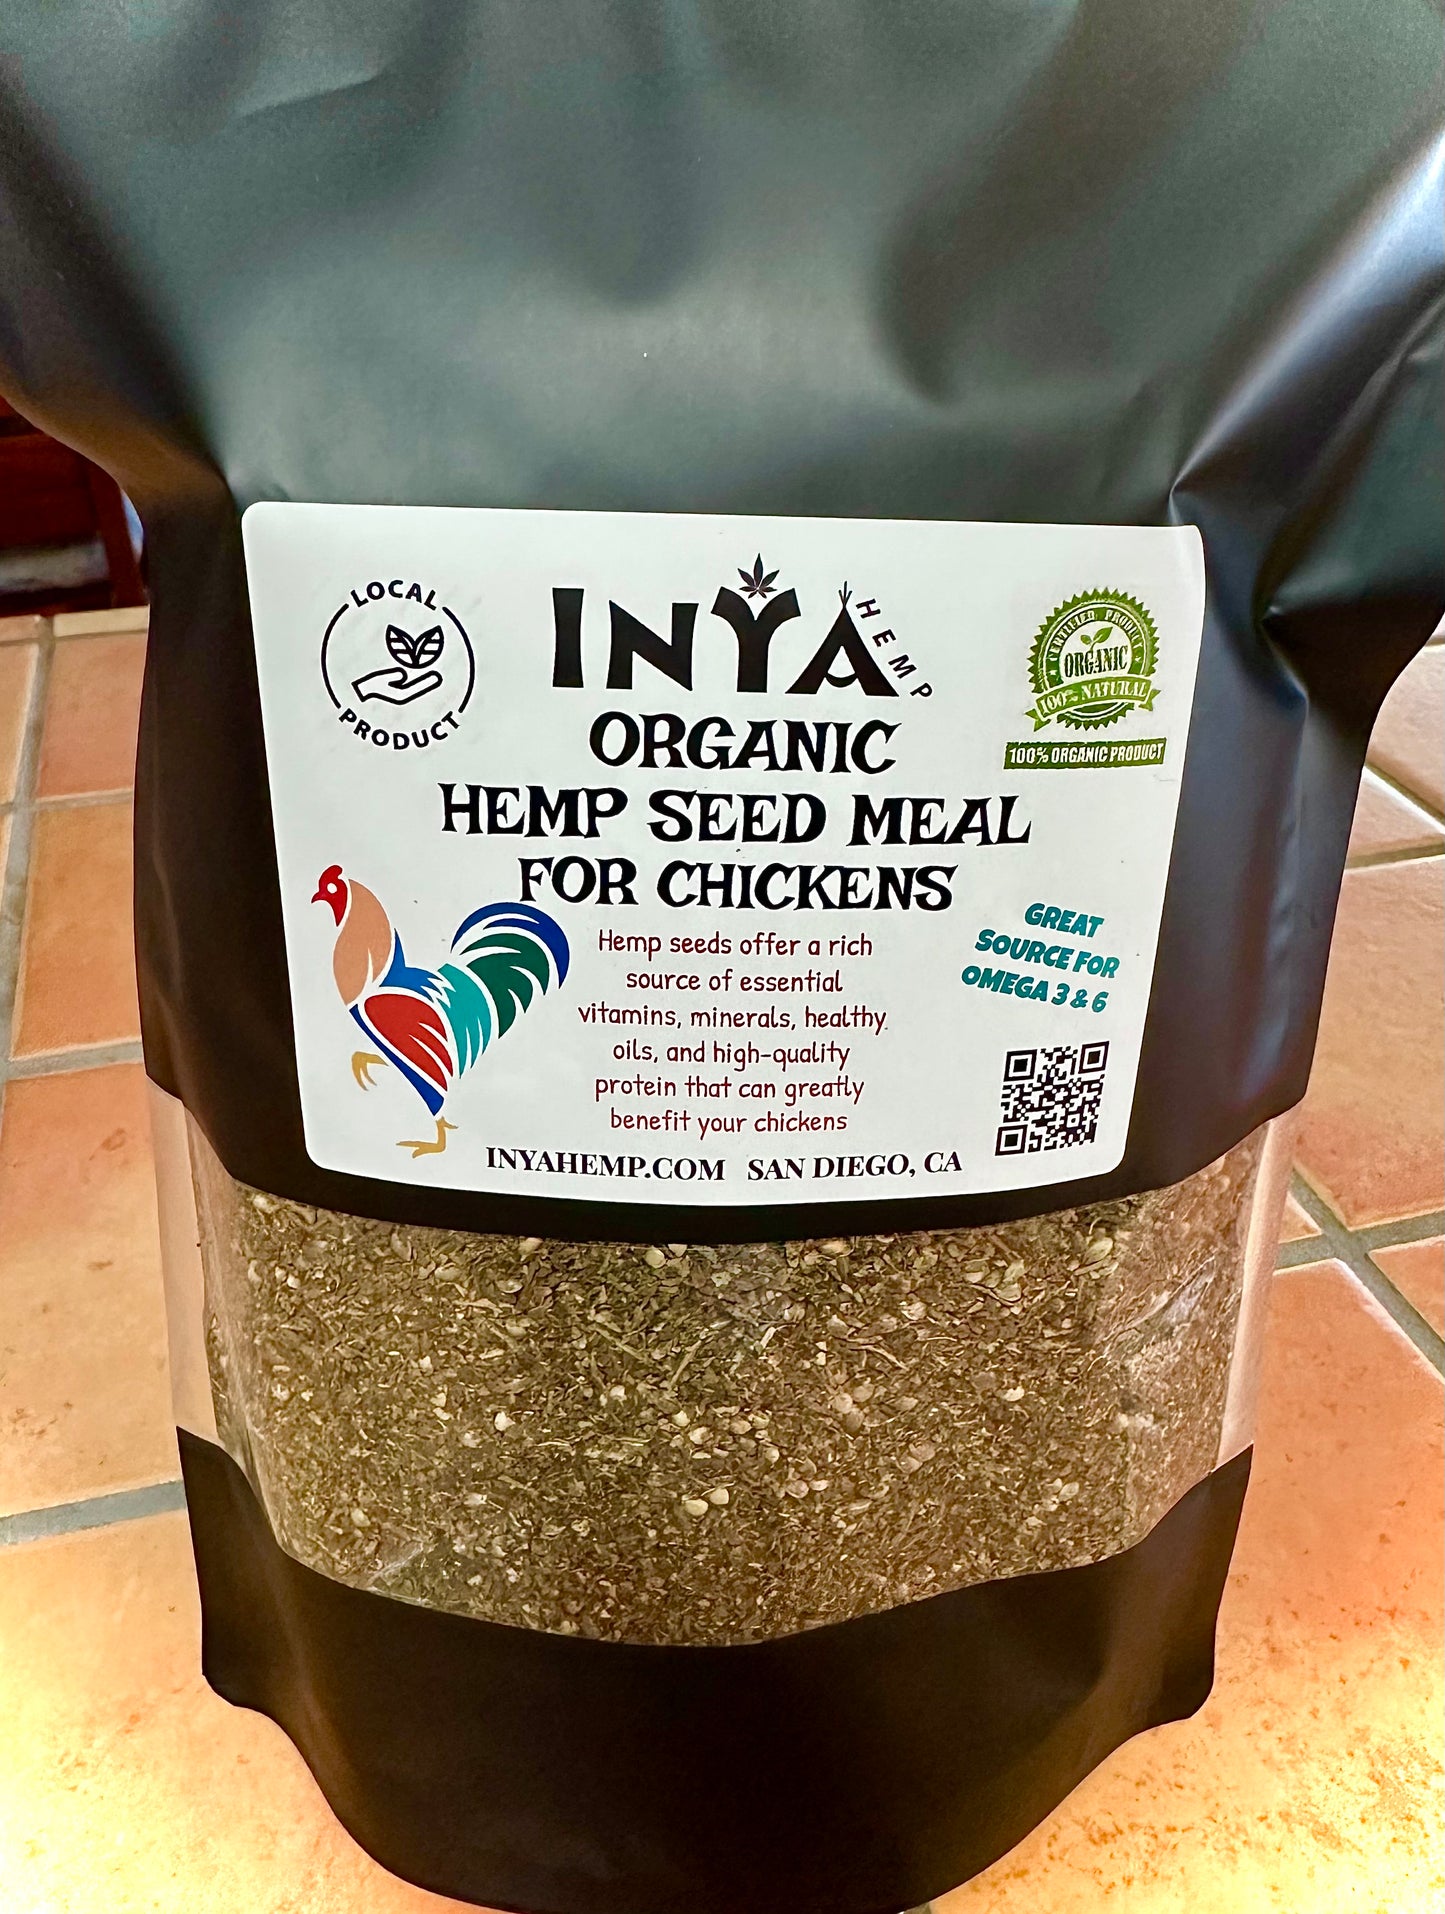 LOCAL
PRODUCT
INYA
HEMP
CERTIFIED PRODUCT
ORGANIC
100% NATURAL
100% ORGANIC PRODUCT
ORGANIC
HEMP SEED MEAL
FOR CHICKENS
Hemp seeds offer a rich
source of essential
vitamins, minerals, healthy
oils, and high-quality
protein that can greatly
benefit your chickens
GREAT
SOURCE FOR
OMEGA 3 & 6
INYAHEMP.COM SAN DIEGO, CA